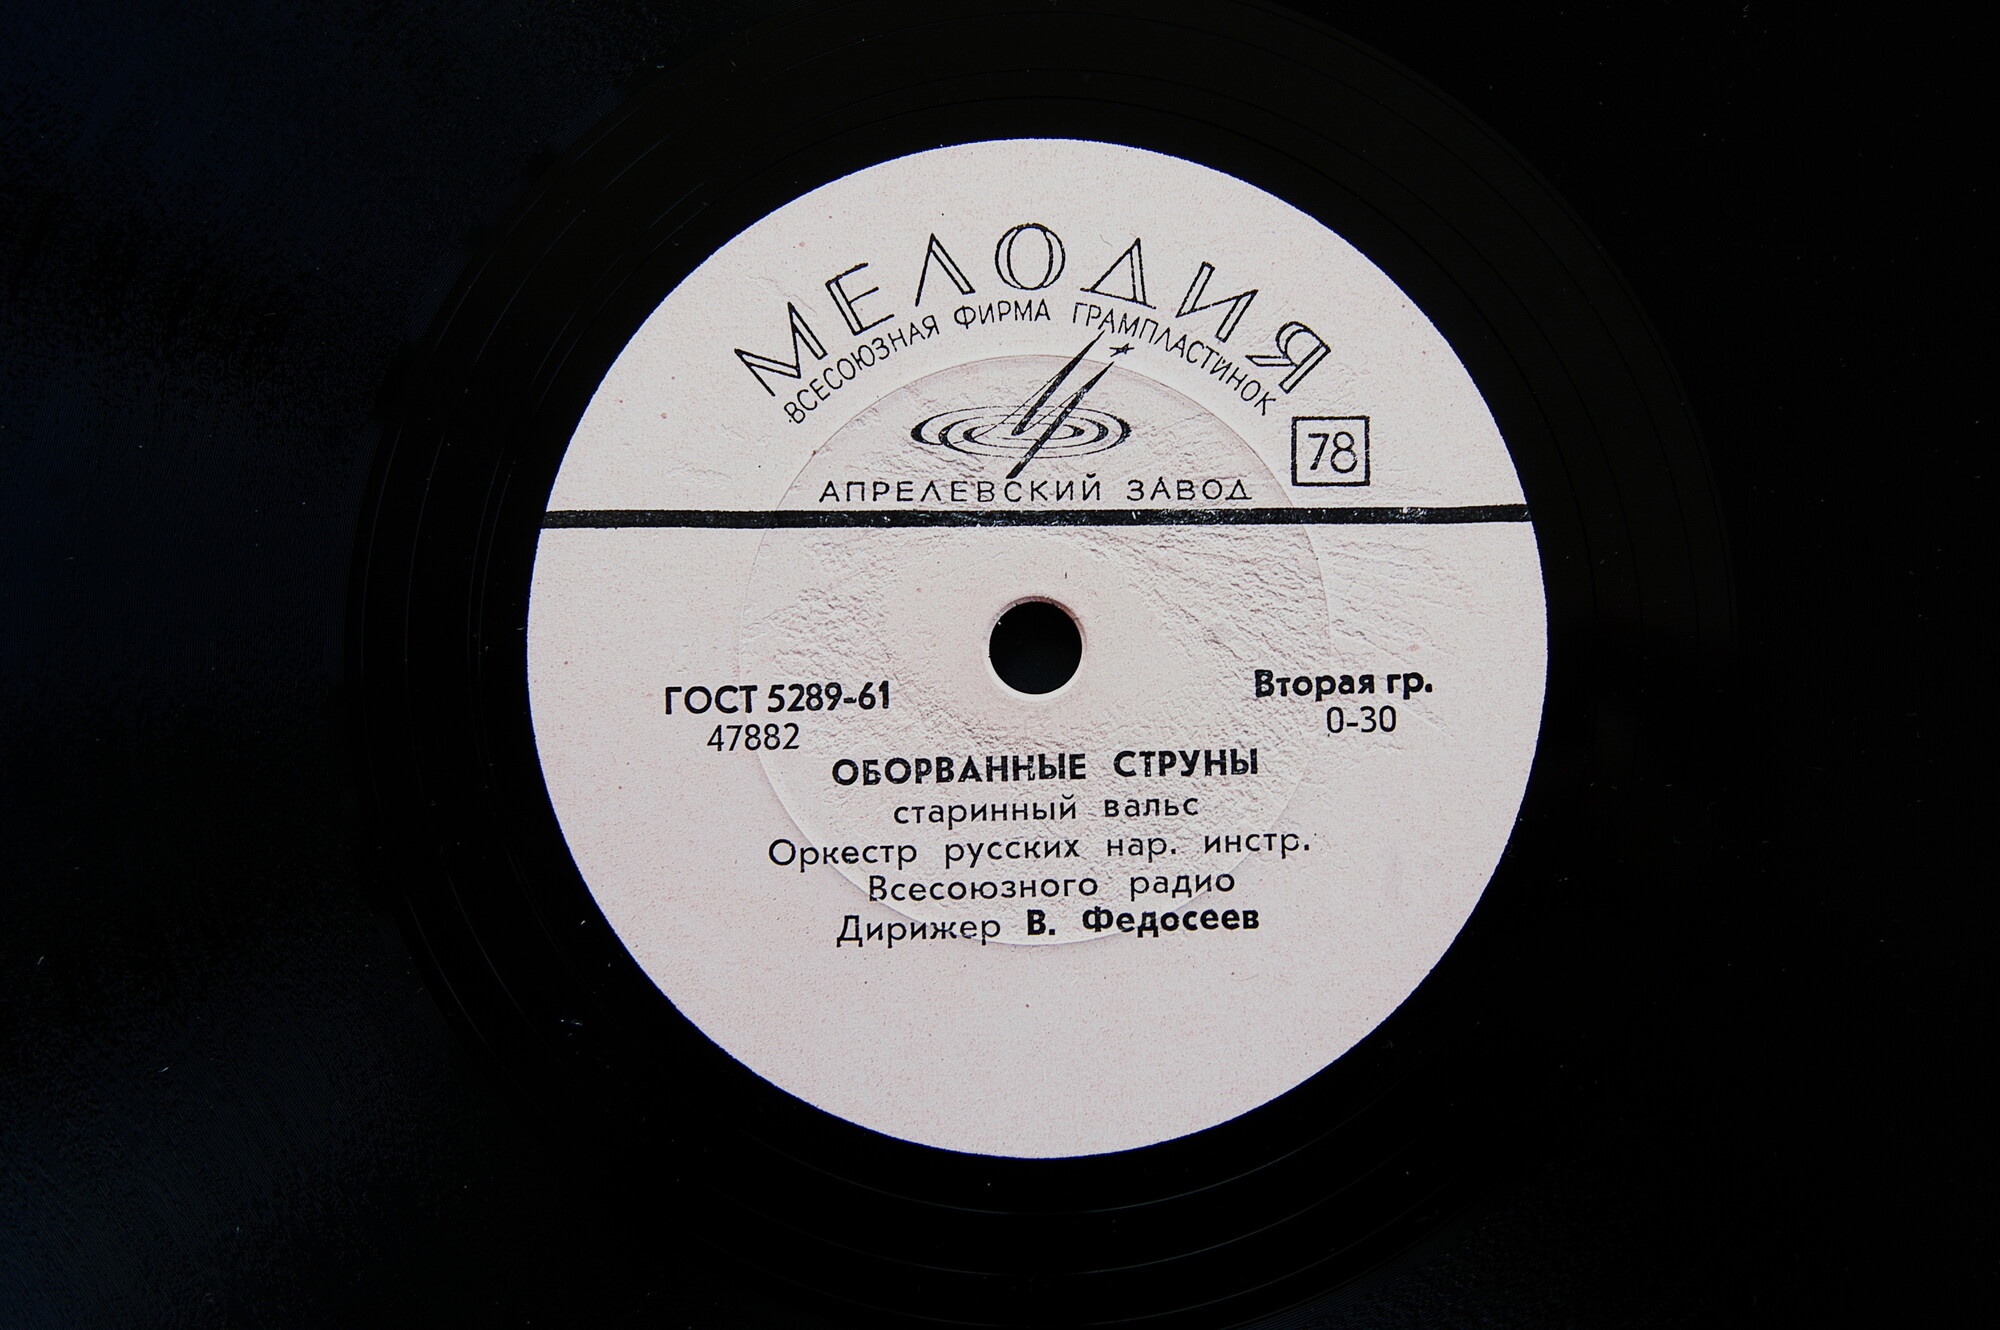 МЕЛОДИЯ
ВСЕСОЮЗНАЯ ФИРМА ГРАМПЛАСТИНОК
78
АПРЕЛЕВСКИЙ ЗАВОД
ГОСТ 5289-61
47882
Вторая гр.
0-30
ОБОРВАННЫЕ СТРУНЫ
старинный вальс
Оркестр русских нар. инстр.
Всесоюзного радио
Дирижер В. Федосеев